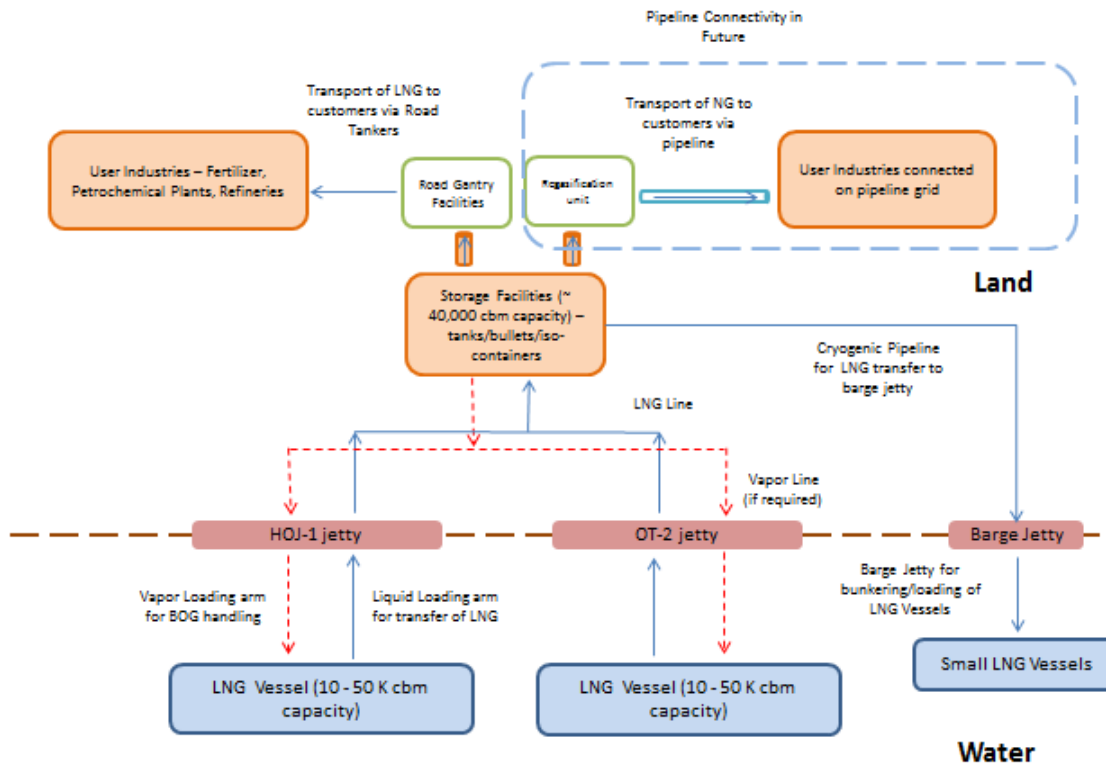 Pipeline Connectivity in
Future
Transport of LNG to
customers via Road
Tankers
Transport of NG to
customers via
pipeline
User Industries – Fertilizer,
Petrochemical Plants, Refineries
Road Gantry
Facilities
Regasification
unit
User Industries connected
on pipeline grid
Land
Storage Facilities (~
40,000 cbm capacity) –
tanks/bullets/iso-
containers
Cryogenic Pipeline
for LNG transfer to
barge jetty
LNG Line
Vapor Line
(if required)
HOJ-1 jetty
OT-2 jetty
Barge Jetty
Vapor Loading arm
for BOG handling
Liquid Loading arm
for transfer of LNG
Barge Jetty for
bunkering/loading of
LNG Vessels
LNG Vessel (10 - 50 K cbm
capacity)
LNG Vessel (10 - 50 K cbm
capacity)
Small LNG Vessels
Water